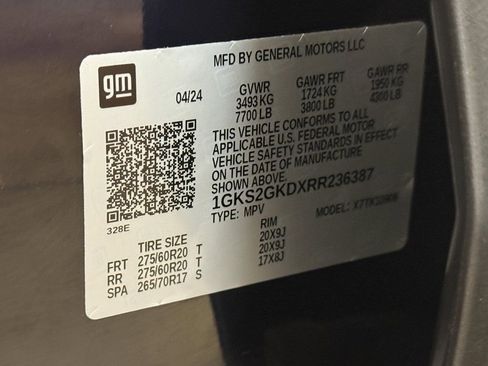 gm
MFD BY GENERAL MOTORS LLC
04/24
GVWR GAWR FRT GAWR RR
3493 KG 1724 KG 1950 KG
7700 LB 3800 LB 4300 LB
THIS VEHICLE CONFORMS TO ALL
APPLICABLE U.S. FEDERAL MOTOR
VEHICLE SAFETY STANDARDS IN EFFECT
ON THE DATE OF MANUFACTURE
SHOWN ABOVE.
1GKS2GKDXRR236387
TYPE: MPV MODEL:
328E
TIRE SIZE RIM
FRT 275/60R20 T 20X9J
RR 275/60R20 T 20X9J
SPA 265/70R17 S 17X8J